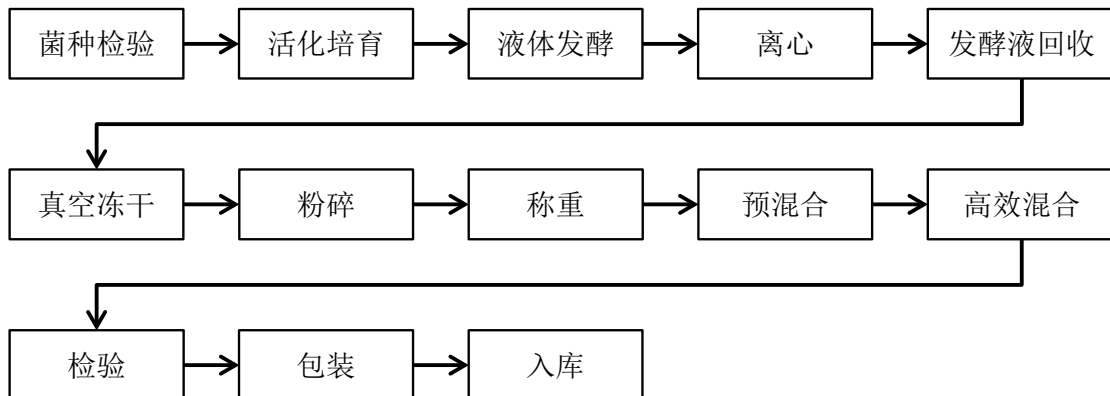 菌种检验
活化培育
液体发酵
离心
发酵液回收
真空冻干
粉碎
称重
预混合
高效混合
检验
包装
入库